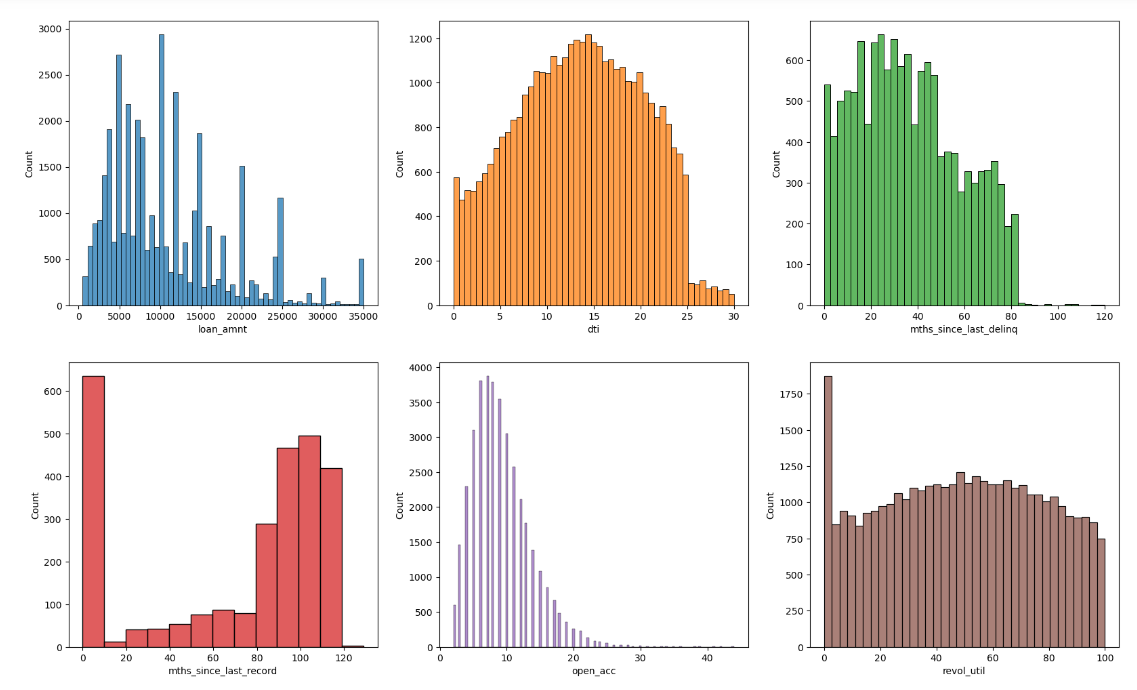 3000
2500
2000
1500
1000
500
0
Count
0 5000 10000 15000 20000 25000 30000 35000
loan_amnt
1200
1000
800
600
400
200
0
Count
0 5 10 15 20 25 30
dti
600
500
400
300
200
100
0
Count
0 20 40 60 80 100 120
mths_since_last_delinq
600
500
400
300
200
100
0
Count
0 20 40 60 80 100 120
mths_since_last_record
4000
3500
3000
2500
2000
1500
1000
500
0
Count
0 10 20 30 40
open_acc
1750
1500
1250
1000
750
500
250
0
Count
0 20 40 60 80 100
revol_util